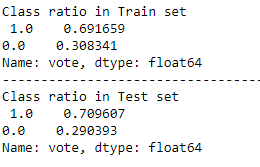 Class ratio in Train set
 1.0    0.691659
0.0    0.308341
Name: vote, dtype: float64
----------------------------------
Class ratio in Test set
 1.0    0.709607
0.0    0.290393
Name: vote, dtype: float64